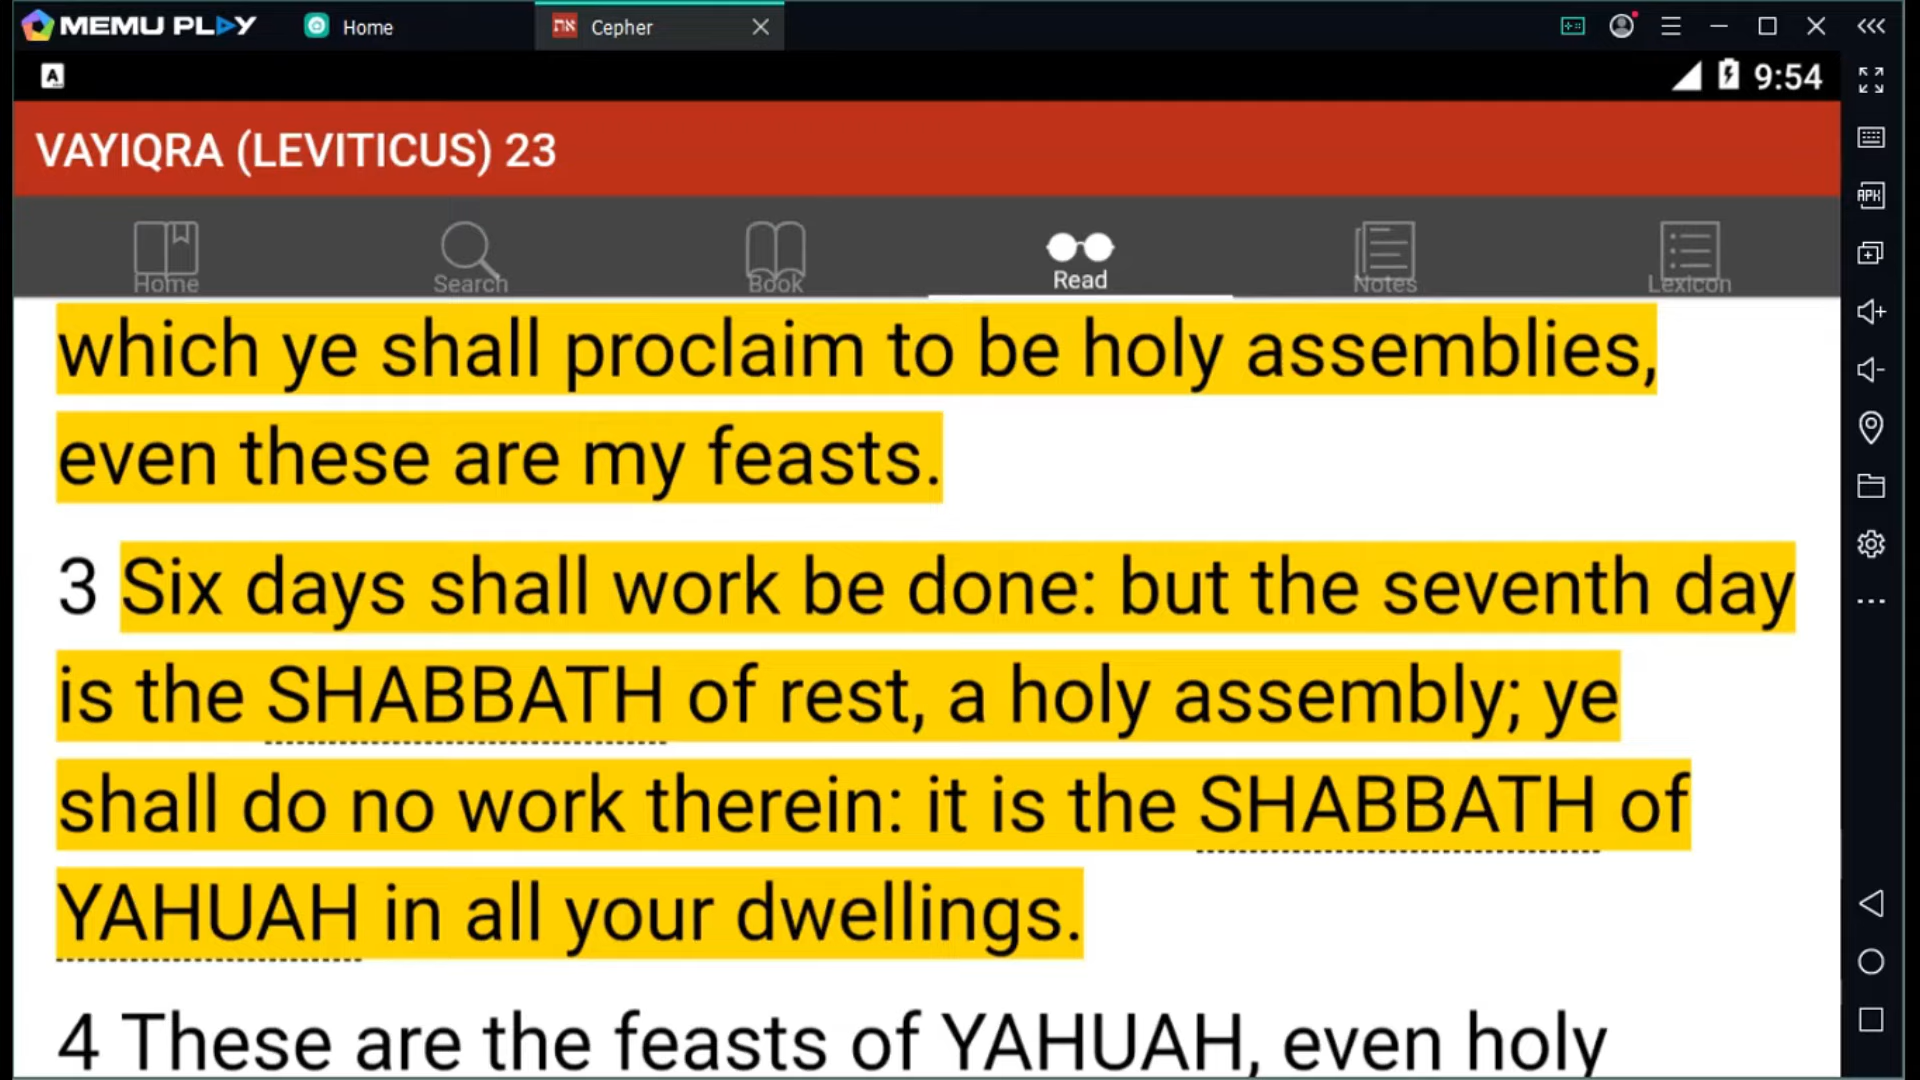 MEMU PLAY
Home
Cepher
A
9:54
VAYIQRA (LEVITICUS) 23
Home
Search
Book
Read
Notes
Lexicon
which ye shall proclaim to be holy assemblies,
even these are my feasts.
3 Six days shall work be done: but the seventh day
is the SHABBATH of rest, a holy assembly; ye
shall do no work therein: it is the SHABBATH of
YAHUAH in all your dwellings.
4 These are the feasts of YAHUAH, even holy
את
APK